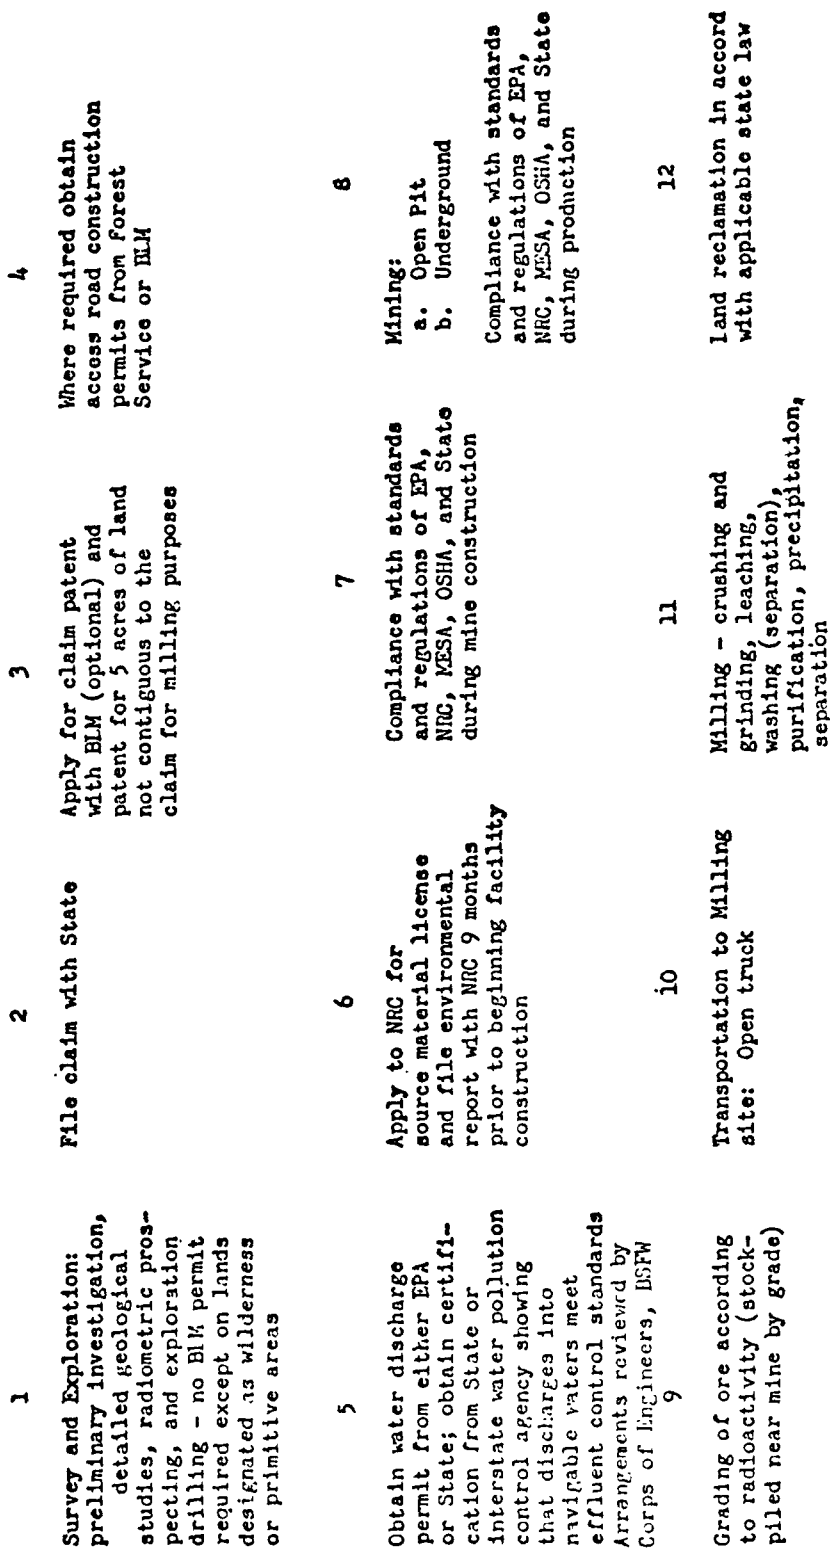 1
Survey and Exploration:
preliminary investigation,
detailed geological
studies, radiometric pros-
pecting, and exploration
drilling - no BLM permit
required except on lands
designated as wilderness
or primitive areas
2
File claim with State
3
Apply for claim patent
with BLM (optional) and
patent for 5 acres of land
not contiguous to the
claim for milling purposes
4
Where required obtain
access road construction
permits from Forest
Service or BLM
5
Obtain water discharge
permit from either EPA
or State; obtain certifi-
cation from State or
interstate water pollution
control agency showing
that discharges into
navigable waters meet
effluent control standards
Arrangements reviewed by
Corps of Engineers, BSFW
6
Apply to NRC for
source material license
and file environmental
report with NRC 9 months
prior to beginning facility
construction
7
Compliance with standards
and regulations of EPA,
NRC, MESA, OSHA, and State
during mine construction
8
Mining:
a. Open Pit
b. Underground
Compliance with standards
and regulations of EPA,
NRC, MESA, OSHA, and State
during production
9
Grading of ore according
to radioactivity (stock-
piled near mine by grade)
10
Transportation to Milling
site: Open truck
11
Milling - crushing and
grinding, leaching,
washing (separation),
purification, precipitation,
separation
12
land reclamation in accord
with applicable state law